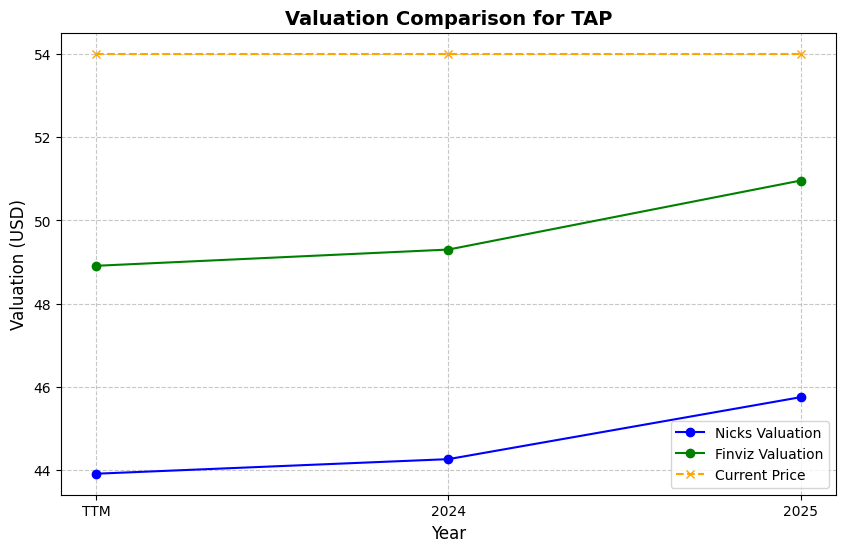 Valuation Comparison for TAP
Valuation (USD)
54
52
50
48
46
44
TTM
2024
2025
Year
Nicks Valuation
Finviz Valuation
Current Price